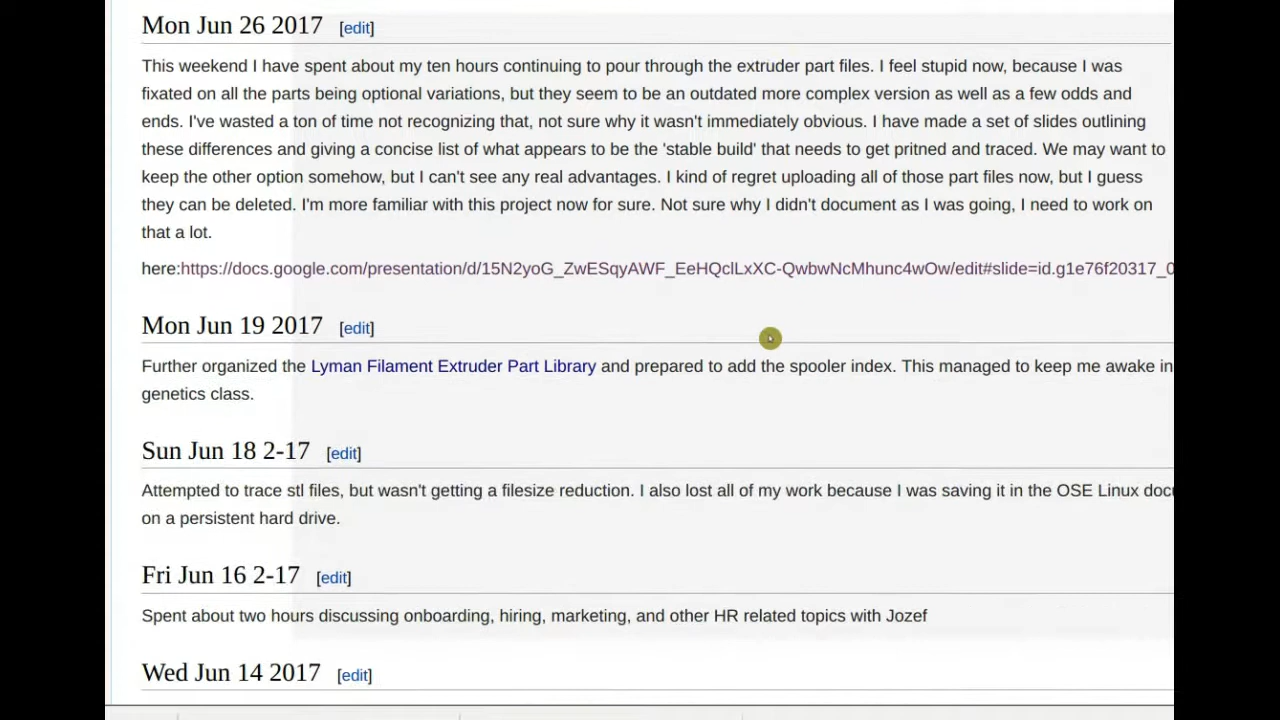 Mon Jun 26 2017 [edit]
This weekend I have spent about my ten hours continuing to pour through the extruder part files. I feel stupid now, because I was
fixated on all the parts being optional variations, but they seem to be an outdated more complex version as well as a few odds and
ends. I've wasted a ton of time not recognizing that, not sure why it wasn't immediately obvious. I have made a set of slides outlining
these differences and giving a concise list of what appears to be the 'stable build' that needs to get pritned and traced. We may want to
keep the other option somehow, but I can't see any real advantages. I kind of regret uploading all of those part files now, but I guess
they can be deleted. I'm more familiar with this project now for sure. Not sure why I didn't document as I was going, I need to work on
that a lot.
here:https://docs.google.com/presentation/d/15N2yoG_ZwESqyAWF_EeHQclLxXC-QwbwNcMhunc4wOw/edit#slide=id.g1e76f20317_0
Mon Jun 19 2017 [edit]
Further organized the Lyman Filament Extruder Part Library and prepared to add the spooler index. This managed to keep me awake in
genetics class.
Sun Jun 18 2-17 [edit]
Attempted to trace stl files, but wasn't getting a filesize reduction. I also lost all of my work because I was saving it in the OSE Linux docu
on a persistent hard drive.
Fri Jun 16 2-17 [edit]
Spent about two hours discussing onboarding, hiring, marketing, and other HR related topics with Jozef
Wed Jun 14 2017 [edit]